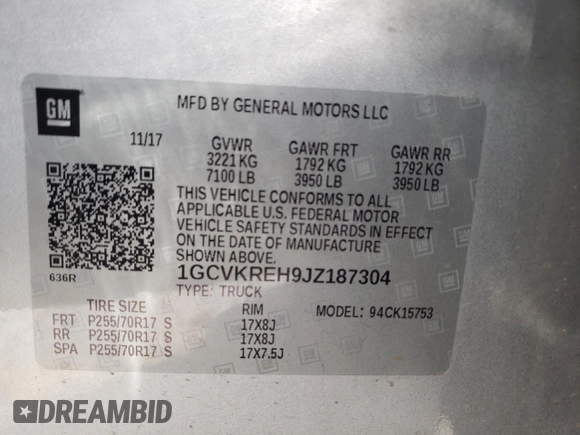 GM
MFD BY GENERAL MOTORS LLC
11/17
GVWR GAWR FRT GAWR RR
3221 KG 1792 KG 1792 KG
7100 LB 3950 LB 3950 LB
THIS VEHICLE CONFORMS TO ALL
APPLICABLE U.S. FEDERAL MOTOR
VEHICLE SAFETY STANDARDS IN EFFECT
ON THE DATE OF MANUFACTURE
SHOWN ABOVE.
636R
1GCVKREH9JZ187304
TYPE: TRUCK
TIRE SIZE RIM MODEL: 94CK15753
FRT P255/70R17 S 17X8J
RR P255/70R17 S 17X8J
SPA P255/70R17 S 17X7.5J
DREAMBID